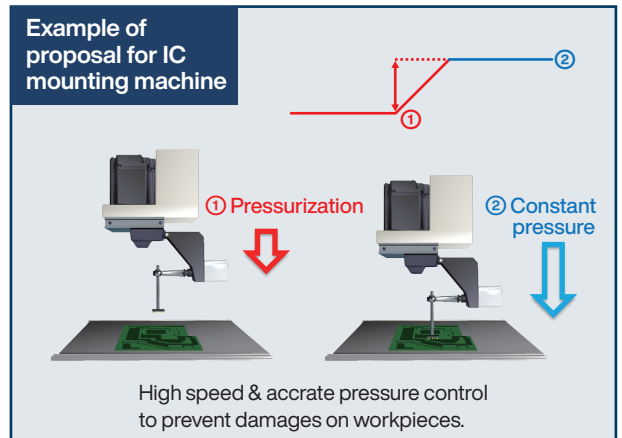 Example of
proposal for IC
mounting machine
②
①
① Pressurization
② Constant
pressure
High speed & accrate pressure control
to prevent damages on workpieces.